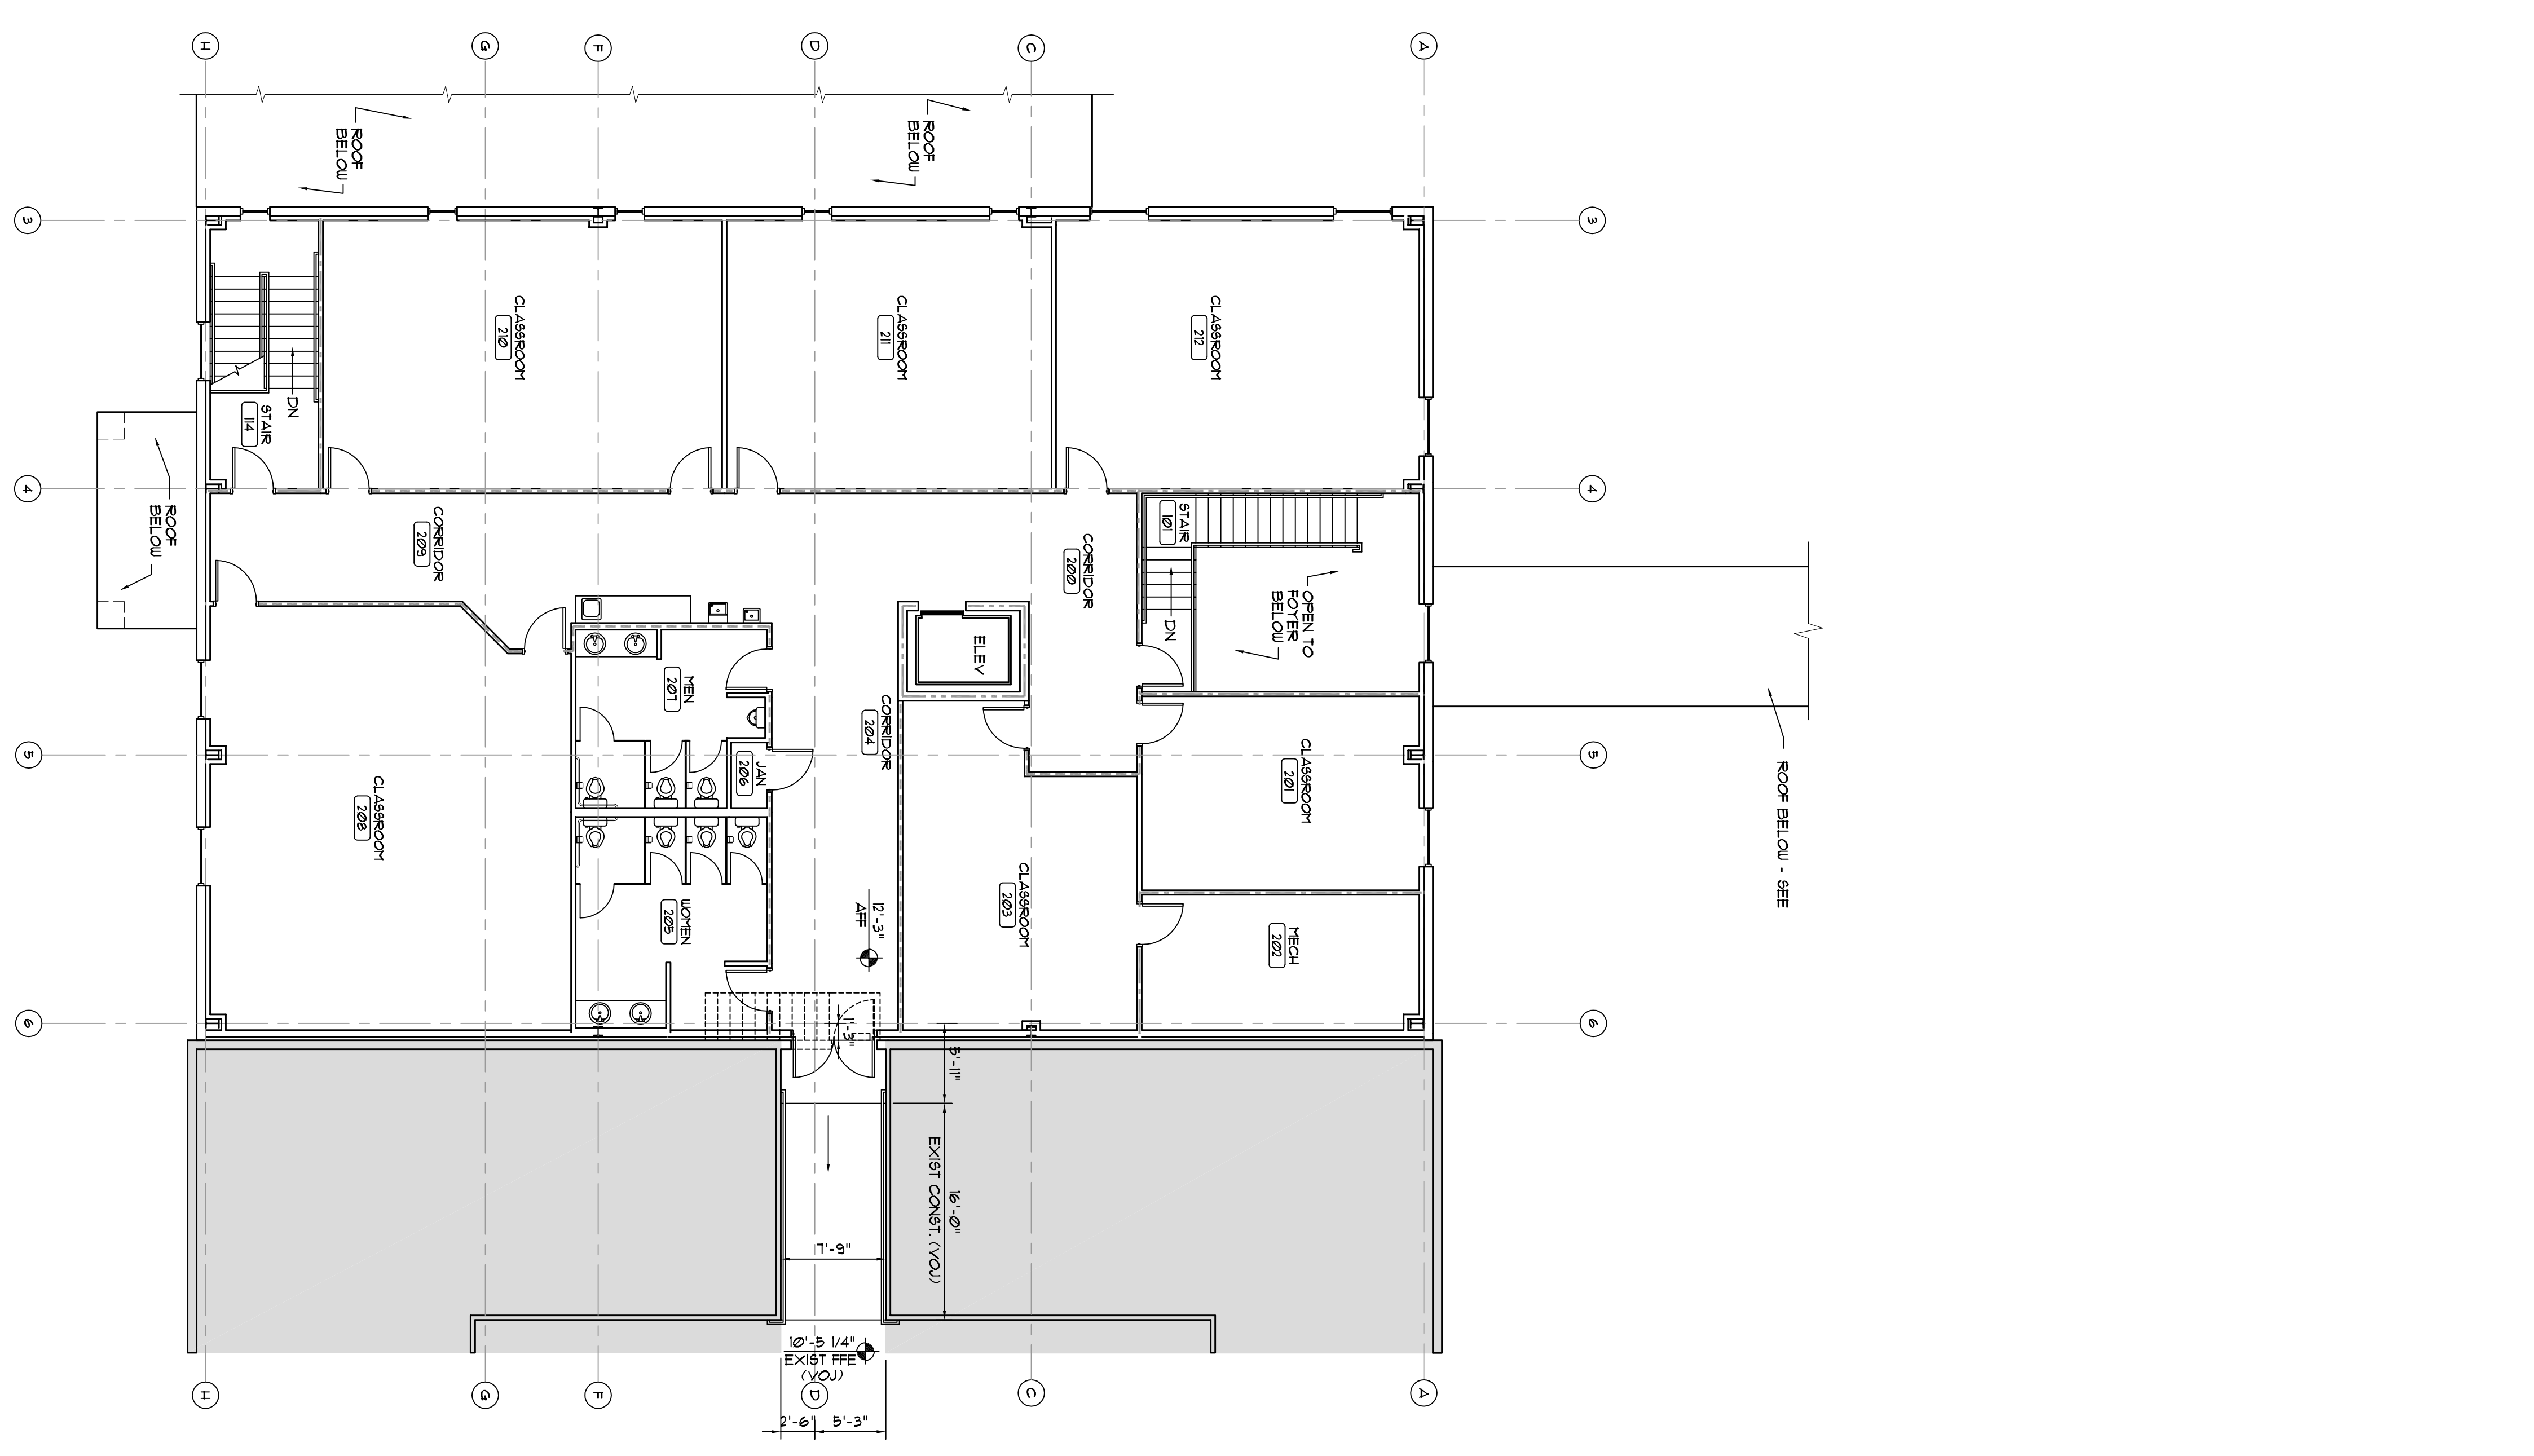 H
G
F
D
C
A
ROOF
BELOW
ROOF
BELOW
3
3
CLASSROOM
210
CLASSROOM
211
CLASSROOM
212
DN
STAIR
114
4
4
ROOF
BELOW
CORRIDOR
209
CORRIDOR
200
STAIR
101
DN
OPEN TO
FOYER
BELOW
ELEV
MEN
207
CORRIDOR
204
JAN
206
5
5
CLASSROOM
208
CLASSROOM
201
ROOF BELOW - SEE
CLASSROOM
203
WOMEN
205
12'-3"
AFF
MECH
202
6
6
1'-3"
5'-11"
16'-0"
EXIST CONST. (VOJ)
7'-9"
10'-5 1/4"
EXIST FFE
(VOJ)
H
G
F
D
C
A
2'-6"
5'-3"